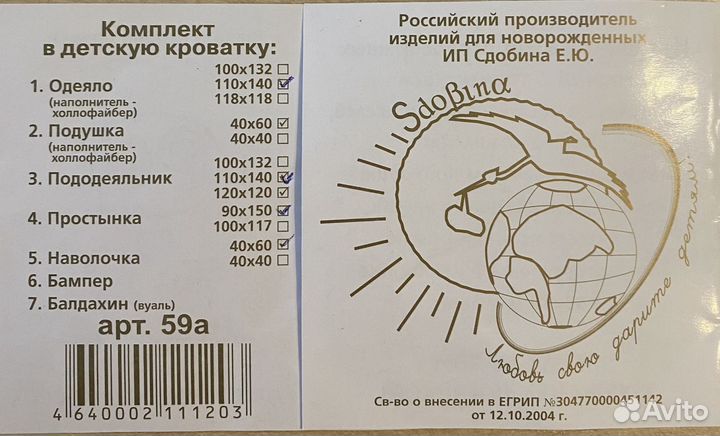 Комплект
в детскую кроватку:
100х132
1. Одеяло 110х140
(наполнитель - 118х118
холлофайбер)
2. Подушка 40х60
(наполнитель - 40х40
холлофайбер)
100х132
3. Пододеяльник 110х140
120х120
90х150
4. Простынка 100х117
40х60
5. Наволочка 40х40
6. Бампер
7. Балдахин (вуаль)
арт. 59а
4 640002 111203
Российский производитель
изделий для новорожденных
ИП Сдобина Е.Ю.
Sdoβina
Любовь свою дарите детям!
Св-во о внесении в ЕГРИП №304770000451142
от 12.10.2004 г.
Avito